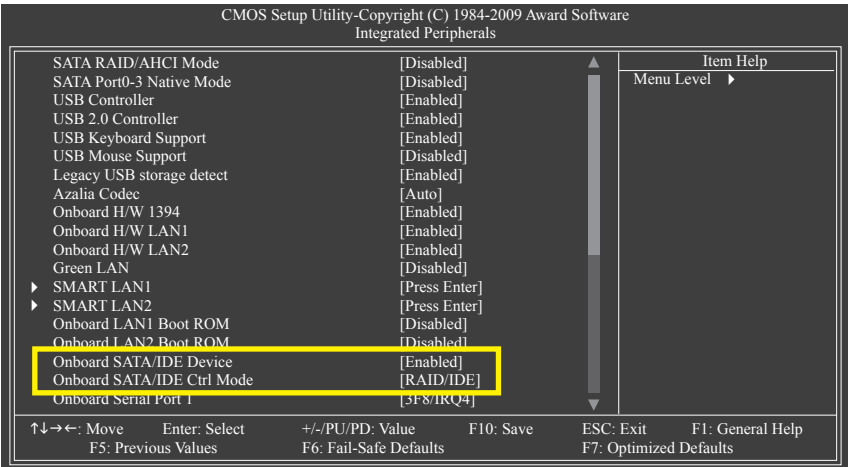 CMOS Setup Utility-Copyright (C) 1984-2009 Award Software
Integrated Peripherals
SATA RAID/AHCI Mode [Disabled]
SATA Port0-3 Native Mode [Disabled]
USB Controller [Enabled]
USB 2.0 Controller [Enabled]
USB Keyboard Support [Enabled]
USB Mouse Support [Disabled]
Legacy USB storage detect [Enabled]
Azalia Codec [Auto]
Onboard H/W 1394 [Enabled]
Onboard H/W LAN1 [Enabled]
Onboard H/W LAN2 [Enabled]
Green LAN [Disabled]
SMART LAN1 [Press Enter]
SMART LAN2 [Press Enter]
Onboard LAN1 Boot ROM [Disabled]
Onboard LAN2 Boot ROM [Disabled]
Onboard SATA/IDE Device [Enabled]
Onboard SATA/IDE Ctrl Mode [RAID/IDE]
Onboard Serial Port 1 [3F8/IRQ4]
Item Help
Menu Level
↑↓→←: Move Enter: Select +/-/PU/PD: Value F10: Save ESC: Exit F1: General Help
F5: Previous Values F6: Fail-Safe Defaults F7: Optimized Defaults